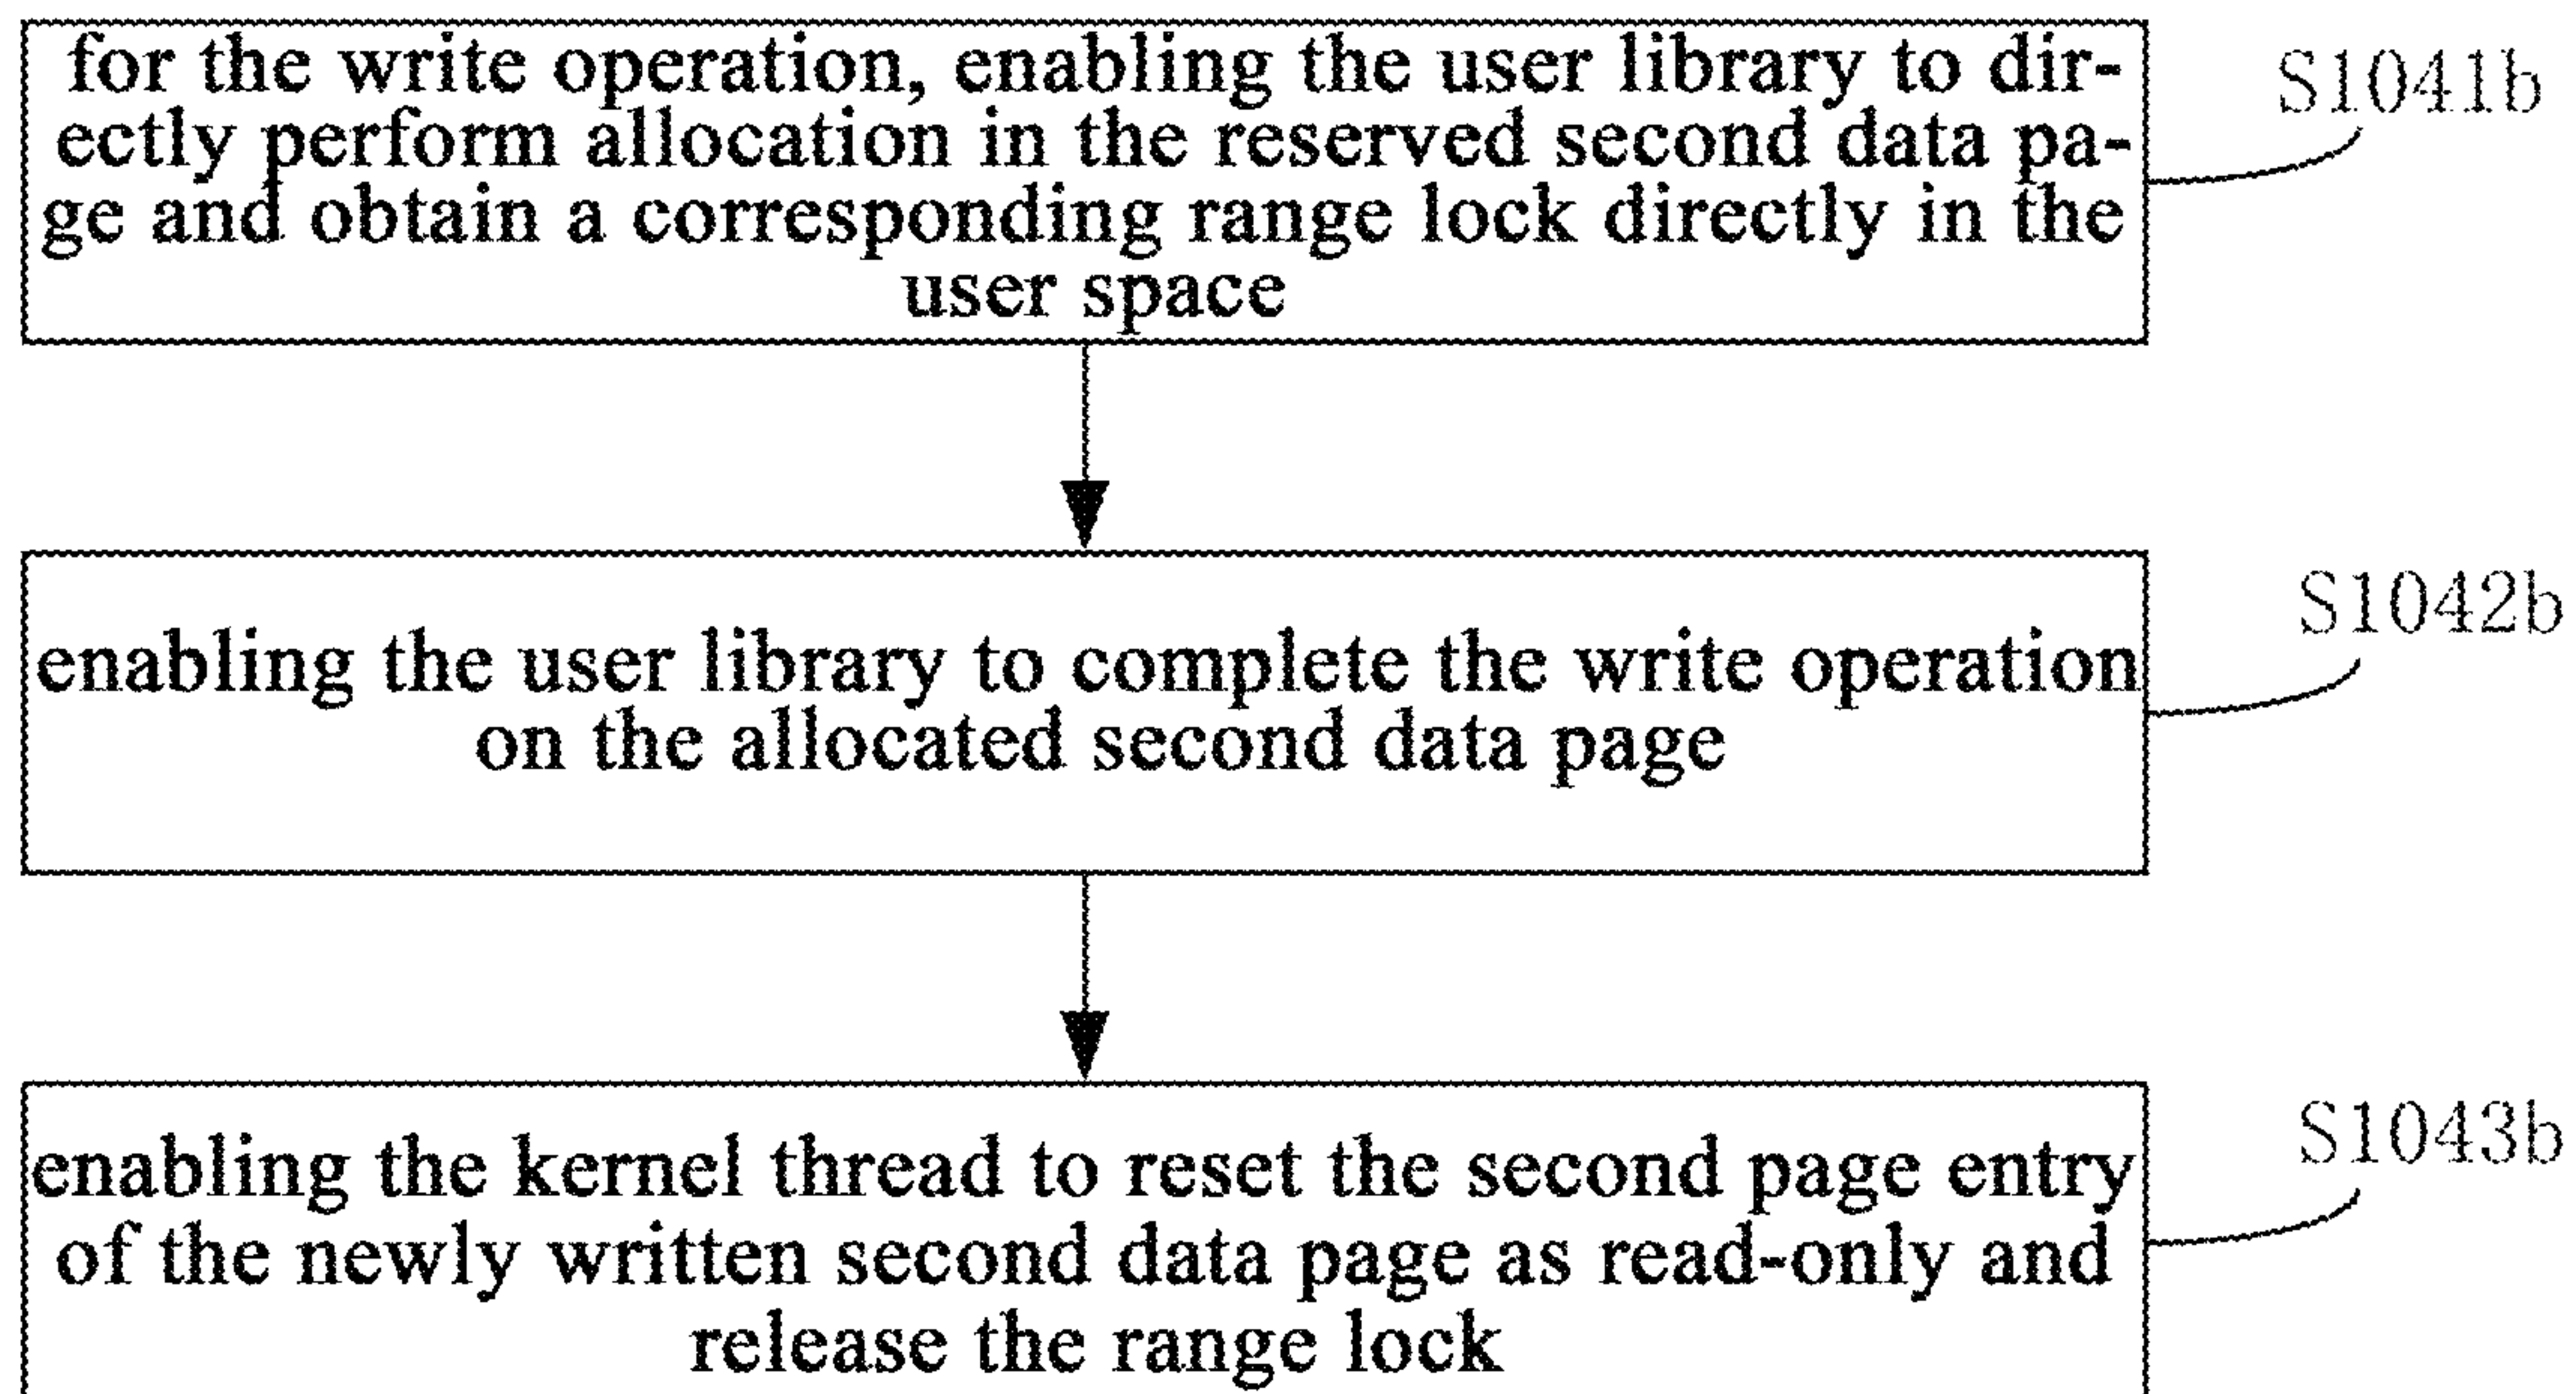 for the write operation, enabling the user library to dir-
ectly perform allocation in the reserved second data pa-
ge and obtain a corresponding range lock directly in the
user space
S1041b
enabling the user library to complete the write operation
on the allocated second data page
S1042b
enabling the kernel thread to reset the second page entry
of the newly written second data page as read-only and
release the range lock
S1043b